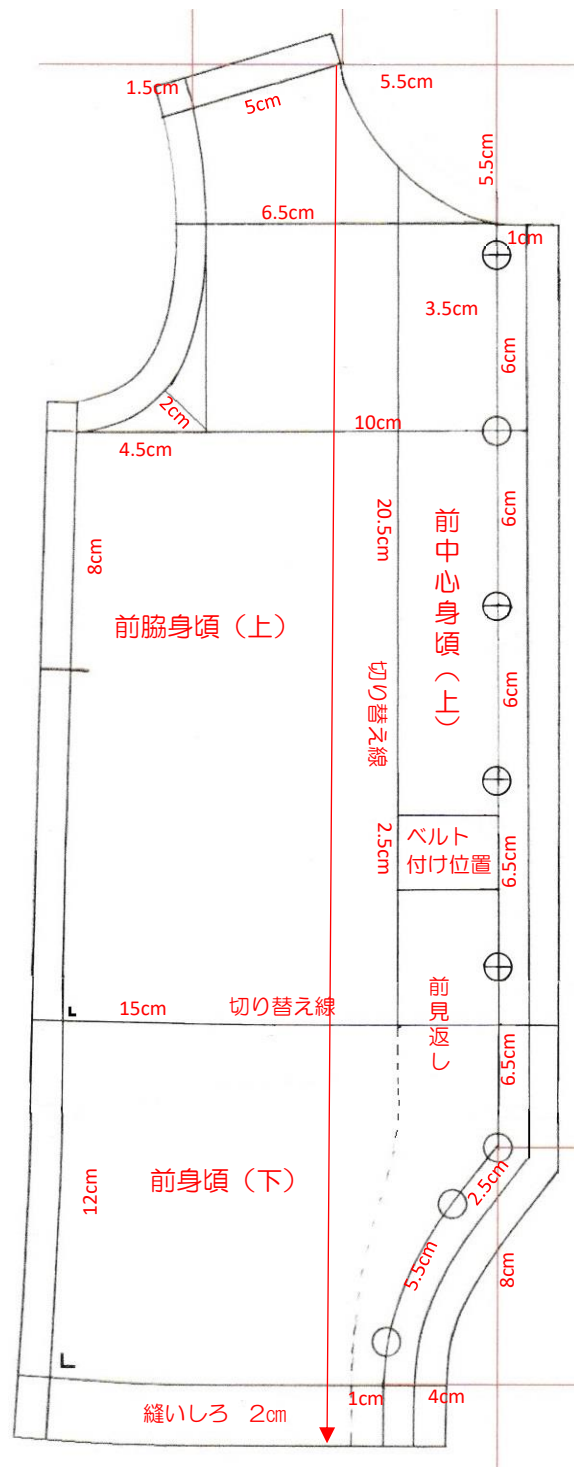 1.5cm
5cm
5.5cm
5.5cm
6.5cm
1cm
3.5cm
6cm
2cm
4.5cm
10cm
8cm
20.5cm
6cm
前中心身頃（上）
前脇身頃（上）
切り替え線
6cm
2.5cm
ベルト
付け位置
6.5cm
15cm
切り替え線
前見返し
6.5cm
12cm
前身頃（下）
2.5cm
5.5cm
8cm
1cm
4cm
縫いしろ　2㎝